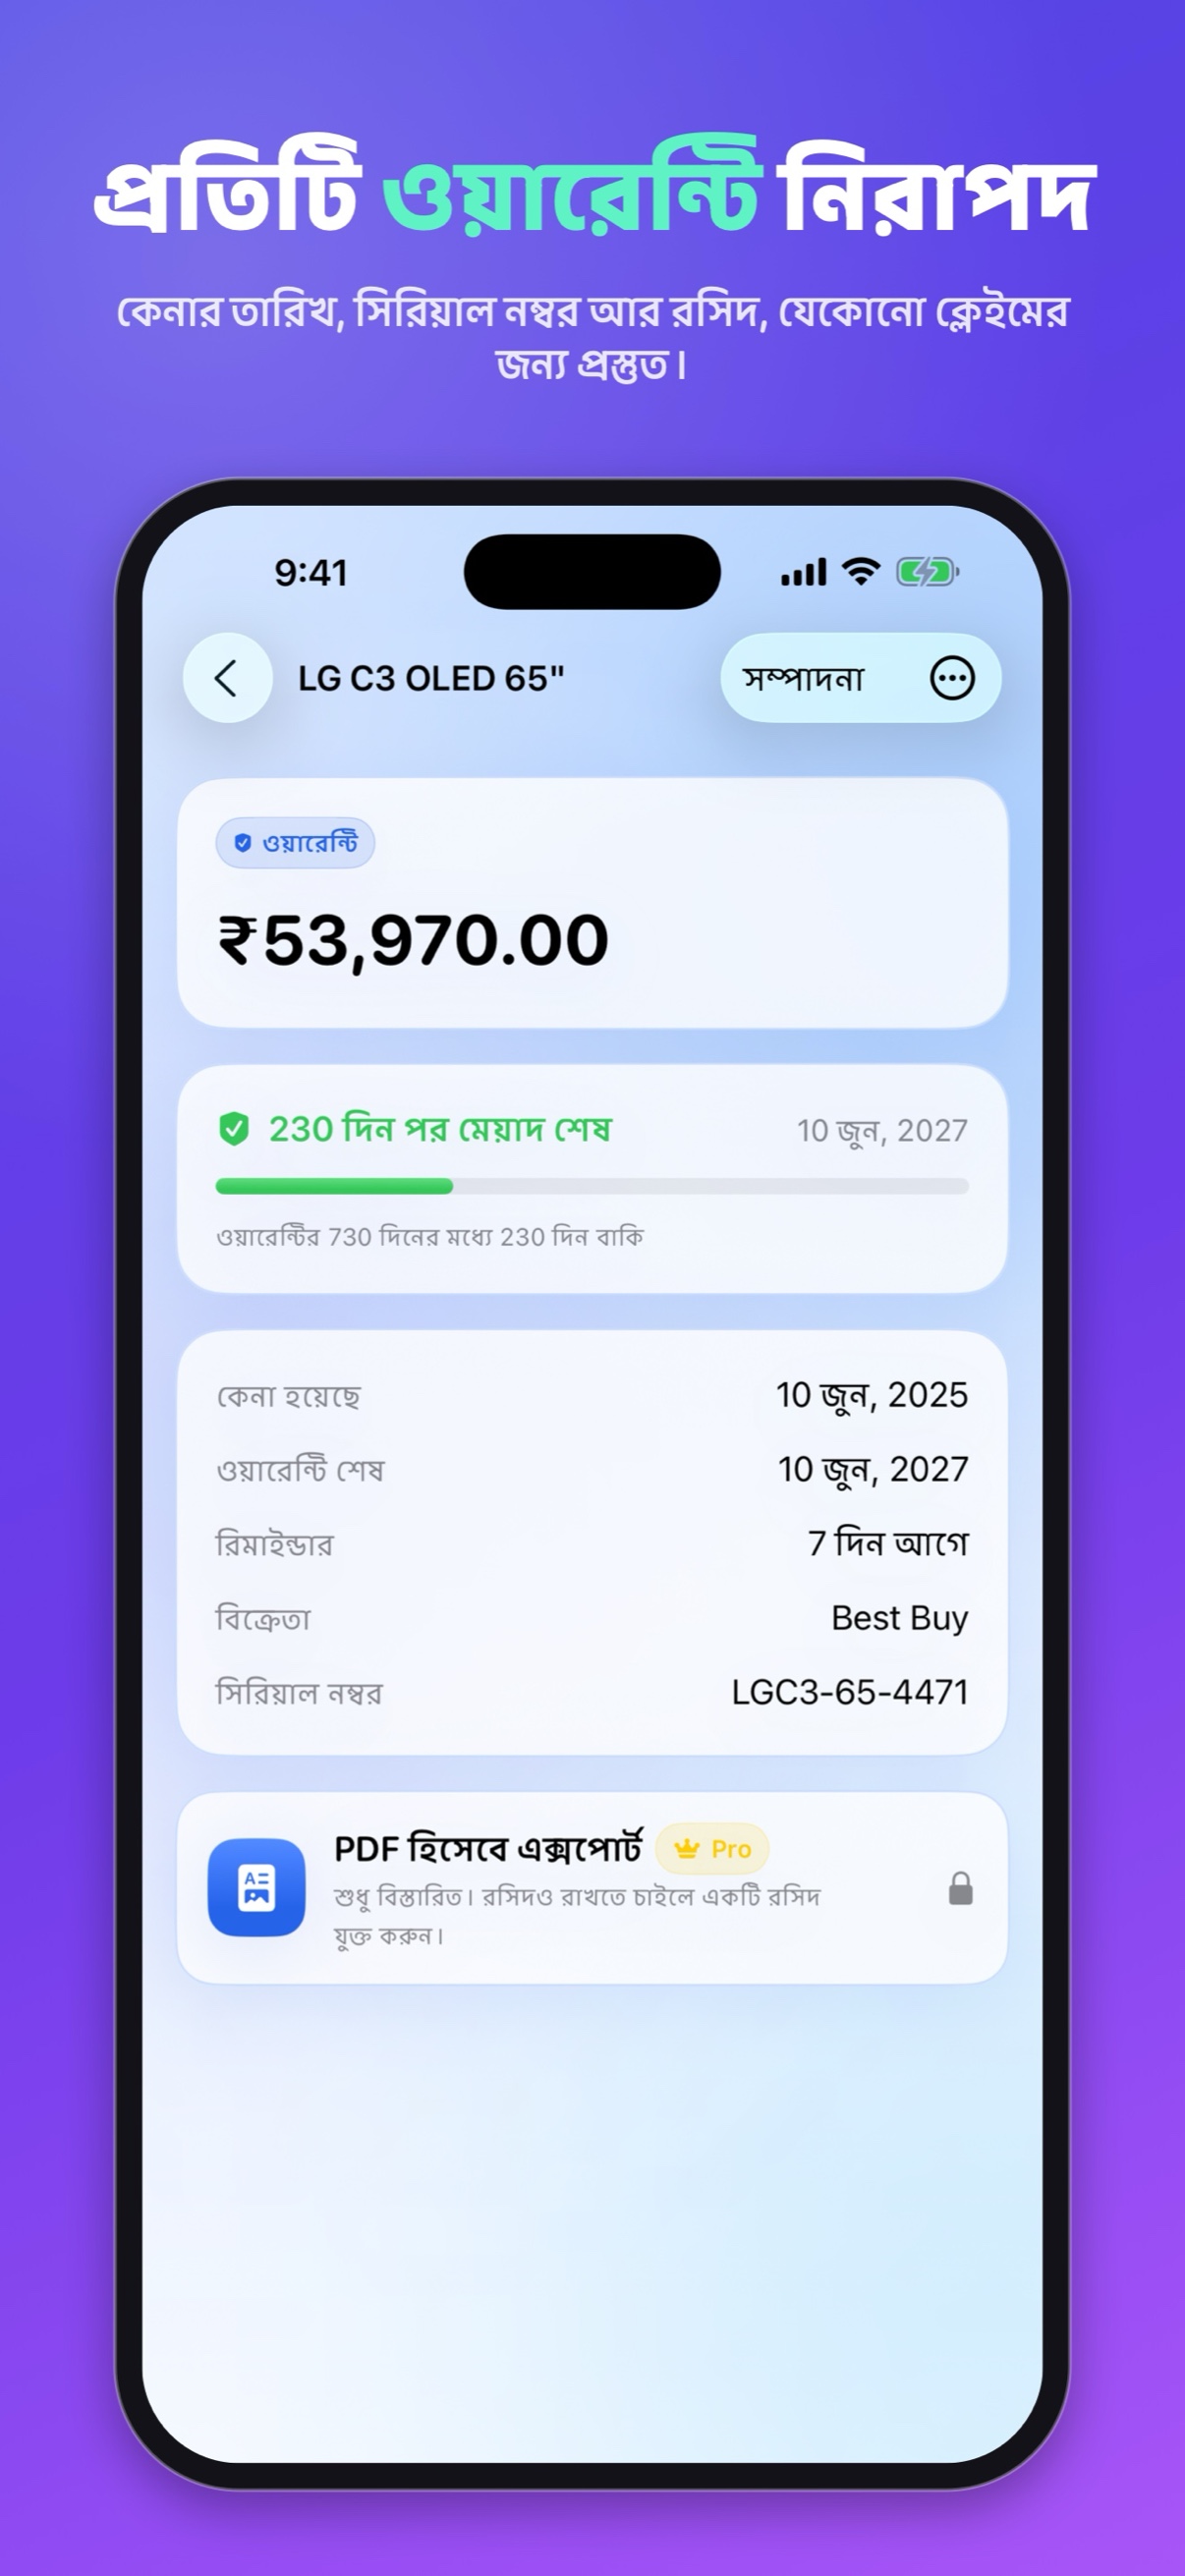 প্রতিটি ওয়ারেন্টি নিরাপদ
কেনার তারিখ, সিরিয়াল নম্বর আর রসিদ, যেকোনো ক্লেইমের
জন্য প্রস্তুত।
9:41
LG C3 OLED 65"
সম্পাদনা
ওয়ারেন্টি
₹53,970.00
230 দিন পর মেয়াদ শেষ
10 জুন, 2027
ওয়ারেন্টির 730 দিনের মধ্যে 230 দিন বাকি
কেনা হয়েছে
10 জুন, 2025
ওয়ারেন্টি শেষ
10 জুন, 2027
রিমাইন্ডার
7 দিন আগে
বিক্রেতা
Best Buy
সিরিয়াল নম্বর
LGC3-65-4471
PDF হিসেবে এক্সপোর্ট
Pro
শুধু বিস্তারিত। রসিদও রাখতে চাইলে একটি রসিদ
যুক্ত করুন।